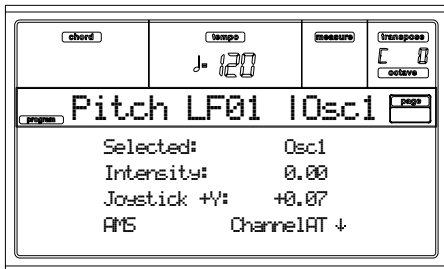 chord tempo measure transpose
♩= 120 C 0
octave
program Pitch LFO1 |Osc1 page
Selected: Osc1
Intensity: 0.00
Joystick +Y: +0.07
AMS ChannelAT ↓